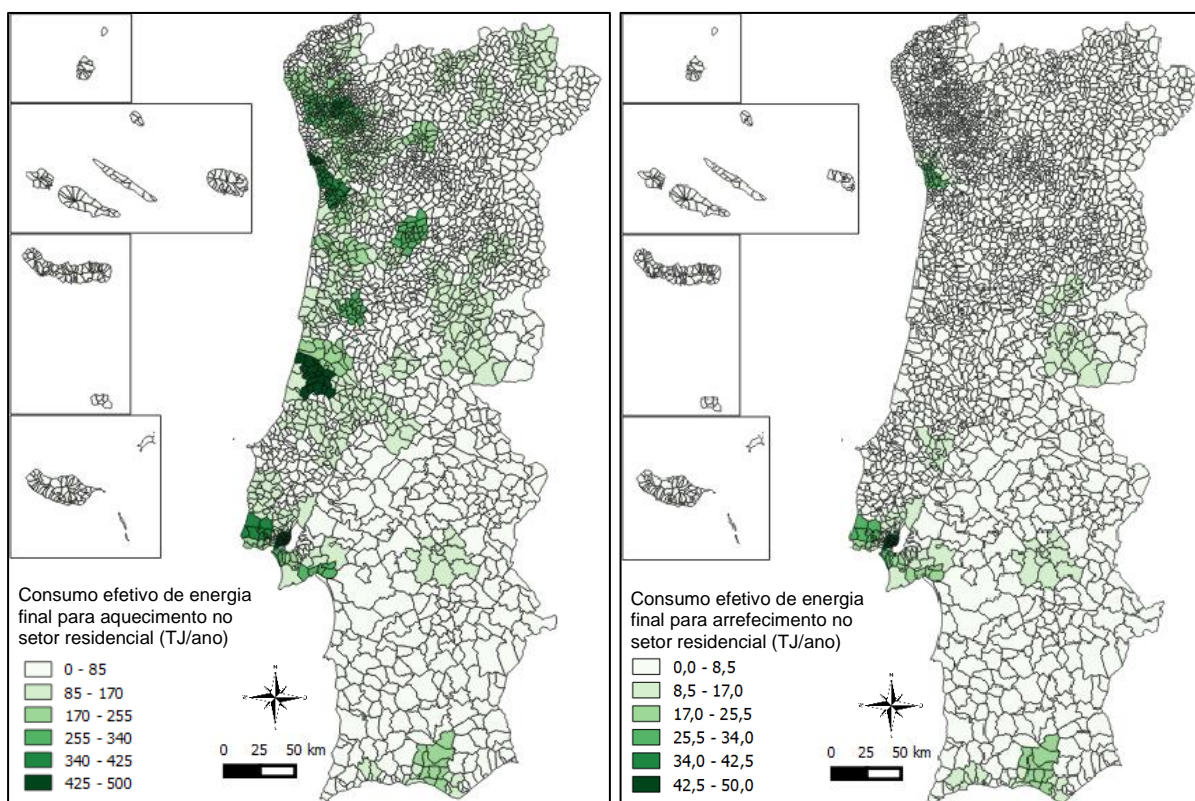 Consumo efetivo de energia
final para aquecimento no
setor residencial (TJ/ano)
0 - 85
85 - 170
170 - 255
255 - 340
340 - 425
425 - 500
N
0 25 50 km
Consumo efetivo de energia
final para arrefecimento no
setor residencial (TJ/ano)
0,0 - 8,5
8,5 - 17,0
17,0 - 25,5
25,5 - 34,0
34,0 - 42,5
42,5 - 50,0
N
0 25 50 km